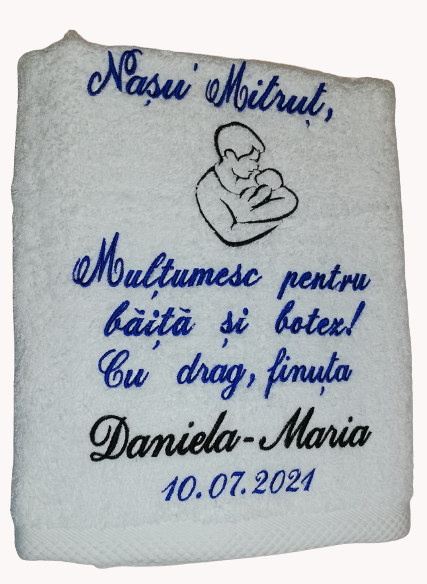 Nașu' Mitruț,
Mulțumesc pentru
băiță și botez!
Cu drag, finuța
Daniela-Maria
10.07.2021